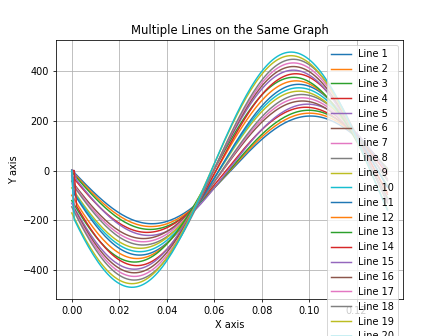 Multiple Lines on the Same Graph
Y axis
400
200
0
−200
−400
0.00
0.02
0.04
0.06
0.08
0.10
X axis
Line 1
Line 2
Line 3
Line 4
Line 5
Line 6
Line 7
Line 8
Line 9
Line 10
Line 11
Line 12
Line 13
Line 14
Line 15
Line 16
Line 17
Line 18
Line 19
Line 20